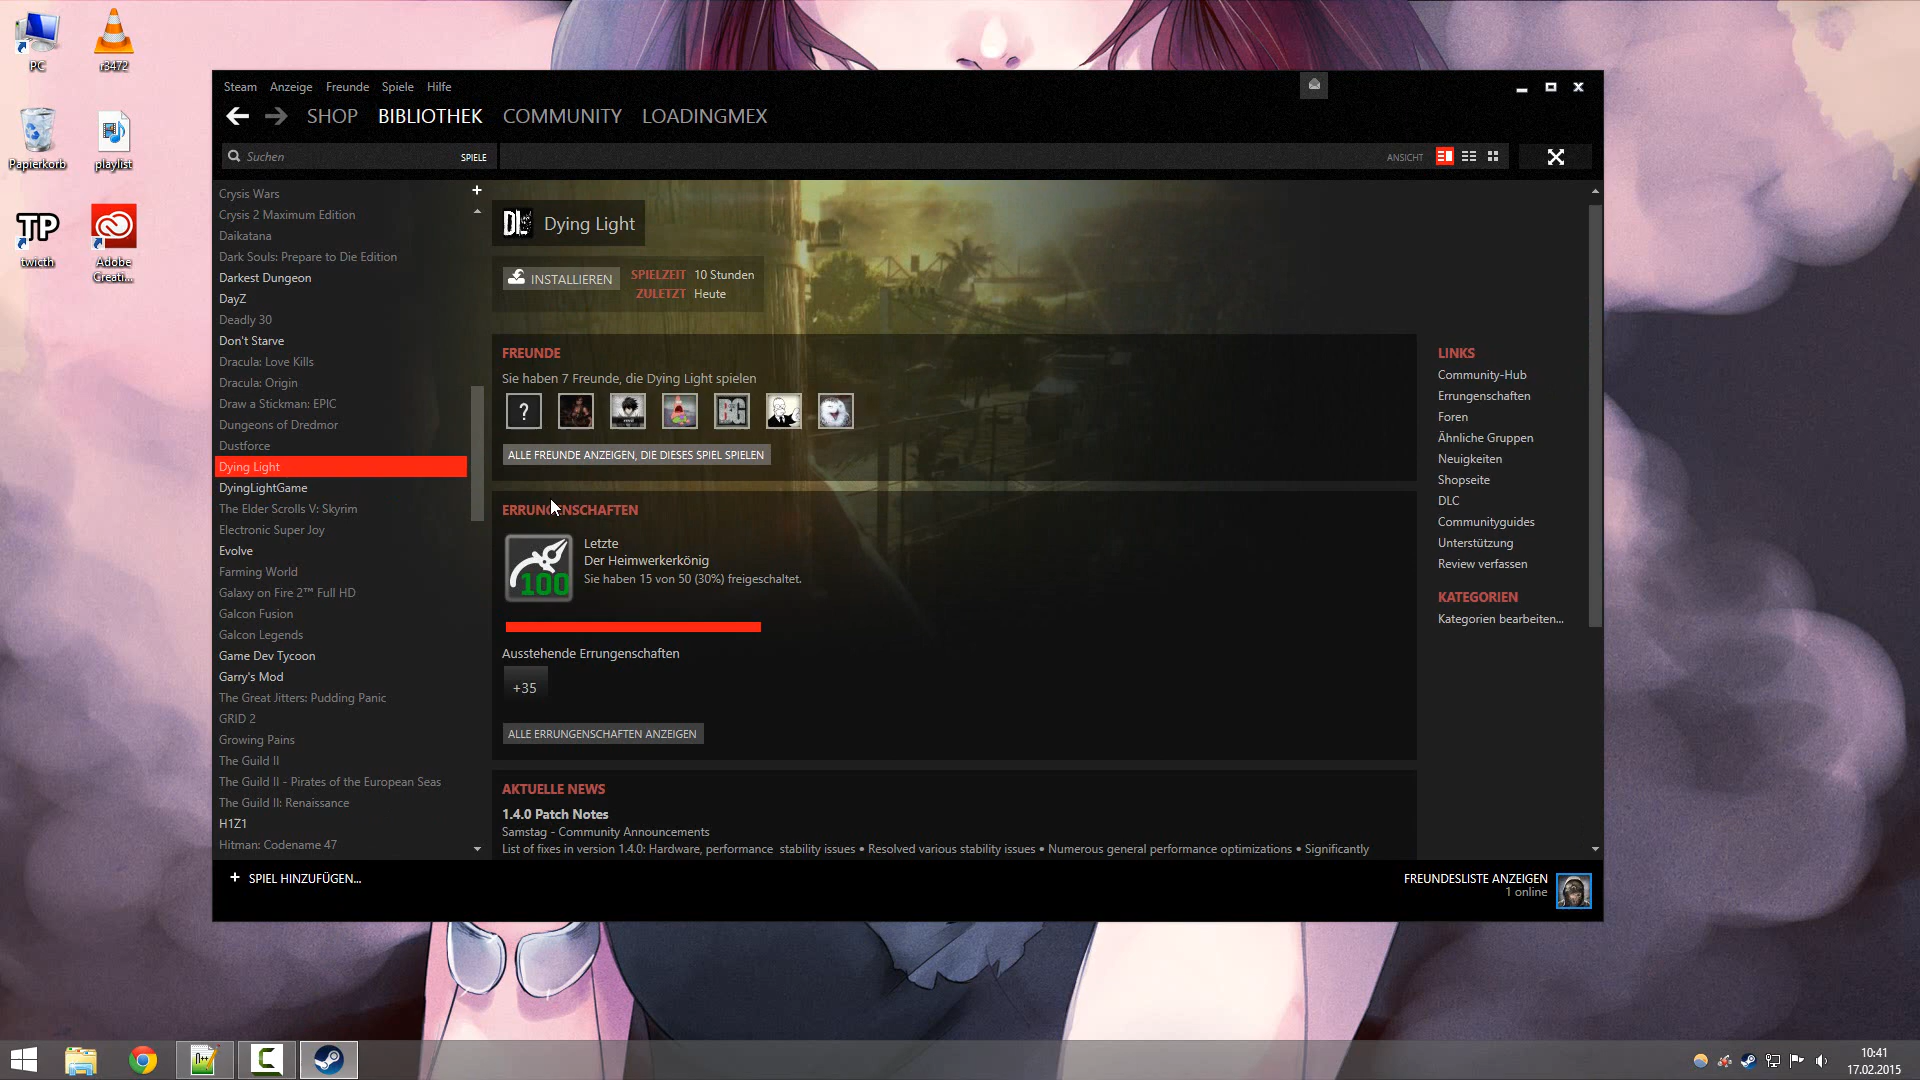 PC
r3472
Papierkorb
playlist
TP
twicth
Adobe
Creati...
Steam Anzeige Freunde Spiele Hilfe
SHOP BIBLIOTHEK COMMUNITY LOADINGMEX
Suchen SPIELE ANSICHT
Crysis Wars
Crysis 2 Maximum Edition
Daikatana
Dark Souls: Prepare to Die Edition
Darkest Dungeon
DayZ
Deadly 30
Don't Starve
Dracula: Love Kills
Dracula: Origin
Draw a Stickman: EPIC
Dungeons of Dredmor
Dustforce
Dying Light
DyingLightGame
The Elder Scrolls V: Skyrim
Electronic Super Joy
Evolve
Farming World
Galaxy on Fire 2™ Full HD
Galcon Fusion
Galcon Legends
Game Dev Tycoon
Garry's Mod
The Great Jitters: Pudding Panic
GRID 2
Growing Pains
The Guild II
The Guild II - Pirates of the European Seas
The Guild II: Renaissance
H1Z1
Hitman: Codename 47
DL Dying Light
INSTALLIEREN
SPIELZEIT 10 Stunden
ZULETZT Heute
FREUNDE
Sie haben 7 Freunde, die Dying Light spielen
?
BG
ALLE FREUNDE ANZEIGEN, DIE DIESES SPIEL SPIELEN
ERRUNGENSCHAFTEN
100
Letzte
Der Heimwerkerkönig
Sie haben 15 von 50 (30%) freigeschaltet.
Ausstehende Errungenschaften
+35
ALLE ERRUNGENSCHAFTEN ANZEIGEN
AKTUELLE NEWS
1.4.0 Patch Notes
Samstag - Community Announcements
List of fixes in version 1.4.0: Hardware, performance stability issues • Resolved various stability issues • Numerous general performance optimizations • Significantly
LINKS
Community-Hub
Errungenschaften
Foren
Ähnliche Gruppen
Neuigkeiten
Shopseite
DLC
Communityguides
Unterstützung
Review verfassen
KATEGORIEN
Kategorien bearbeiten...
+ SPIEL HINZUFÜGEN...
FREUNDESLISTE ANZEIGEN
1 online
10:41
17.02.2015